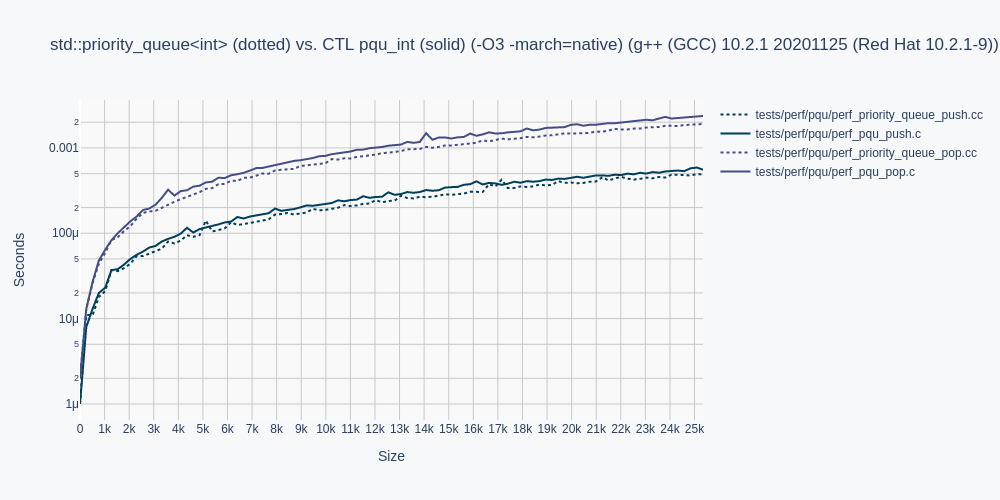 std::priority_queue<int> (dotted) vs. CTL pqu_int (solid) (-O3 -march=native) (g++ (GCC) 10.2.1 20201125 (Red Hat 10.2.1-9))
tests/perf/pqu/perf_priority_queue_push.cc
tests/perf/pqu/perf_pqu_push.c
tests/perf/pqu/perf_priority_queue_pop.cc
tests/perf/pqu/perf_pqu_pop.c
Seconds
2
0.001
5
2
100μ
5
2
10μ
5
2
1μ
0 1k 2k 3k 4k 5k 6k 7k 8k 9k 10k 11k 12k 13k 14k 15k 16k 17k 18k 19k 20k 21k 22k 23k 24k 25k
Size